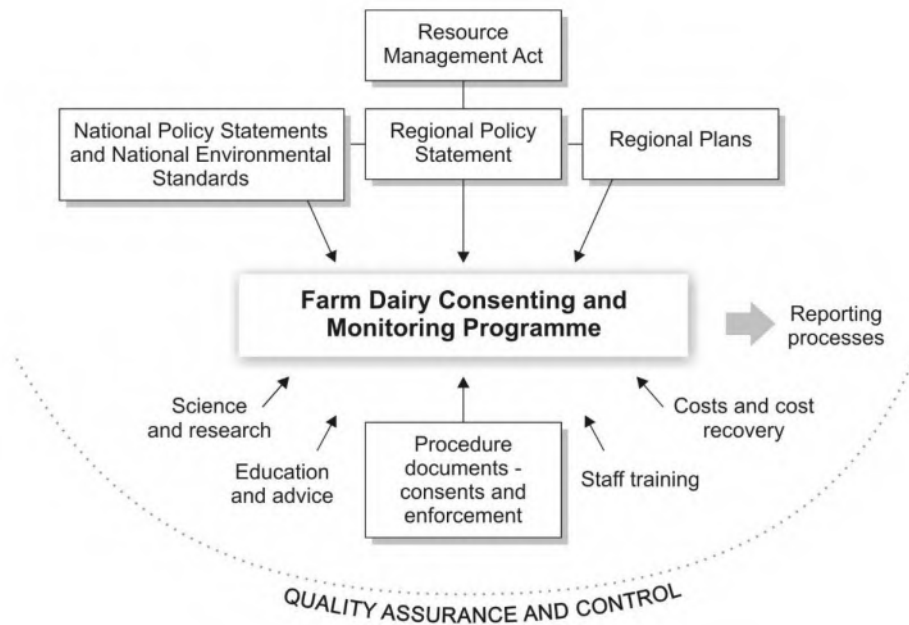 Resource
Management Act
National Policy Statements
and National Environmental
Standards
Regional Policy
Statement
Regional Plans
Farm Dairy Consenting and
Monitoring Programme
Reporting
processes
Science
and research
Education
and advice
Procedure
documents -
consents and
enforcement
Staff training
Costs and cost
recovery
QUALITY ASSURANCE AND CONTROL